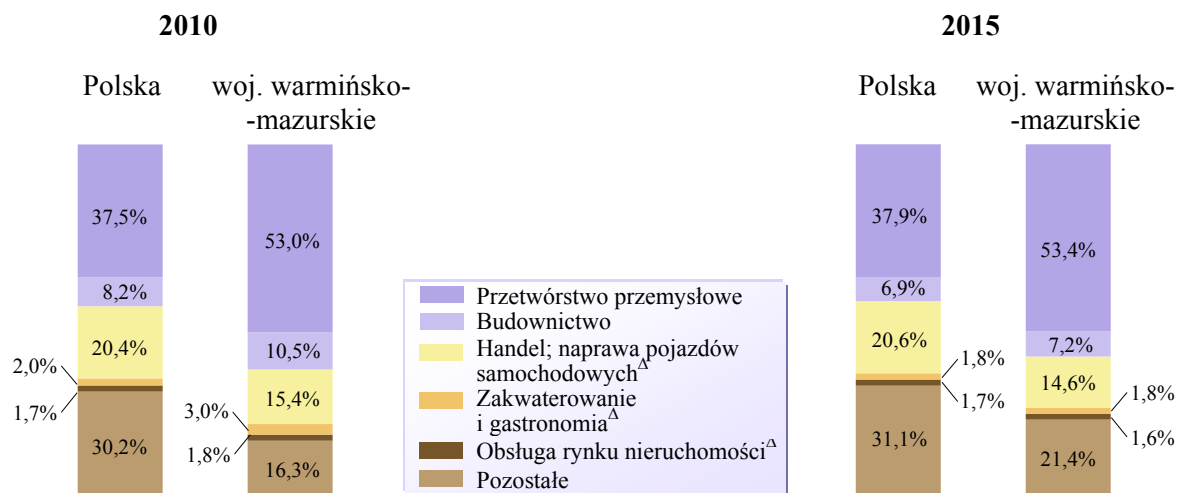 2010
Polska
woj. warmińsko-
-mazurskie
37,5%
8,2%
20,4%
2,0%
1,7%
30,2%
53,0%
10,5%
15,4%
3,0%
1,8%
16,3%
Przetwórstwo przemysłowe
Budownictwo
Handel; naprawa pojazdów
samochodowych Δ
Zakwaterowanie
i gastronomia Δ
Obsługa rynku nieruchomości Δ
Pozostałe
2015
Polska
woj. warmińsko-
-mazurskie
37,9%
6,9%
20,6%
1,8%
1,7%
31,1%
53,4%
7,2%
14,6%
1,8%
1,6%
21,4%